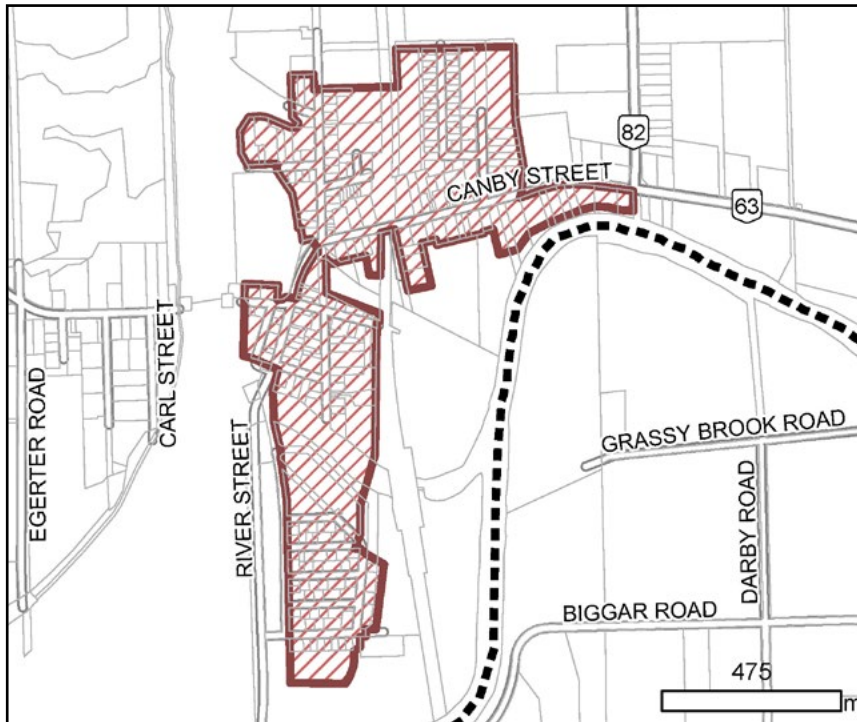 82
CANBY STREET
63
CARL STREET
EGERTER ROAD
RIVER STREET
GRASSY BROOK ROAD
DARBY ROAD
BIGGAR ROAD
475
m